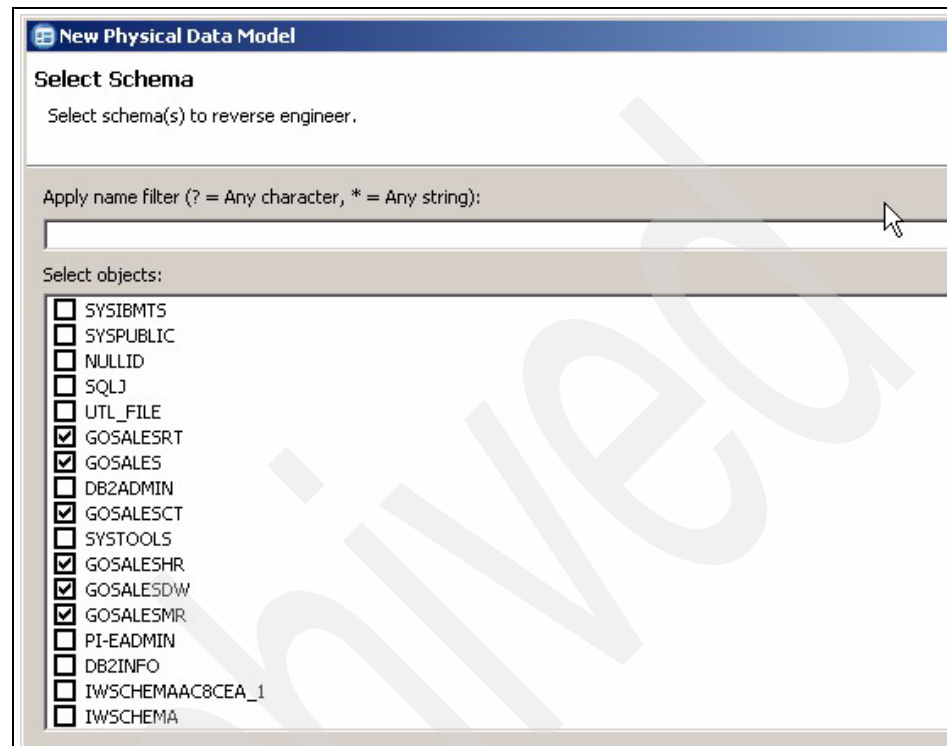 New Physical Data Model
Select Schema
Select schema(s) to reverse engineer.
Apply name filter (? = Any character, * = Any string):
Select objects:
SYSIBMTS
SYSPUBLIC
NULLID
SQLJ
UTL_FILE
GOSALESRT
GOSALES
DB2ADMIN
GOSALESCT
SYSTOOLS
GOSALESHR
GOSALESDW
GOSALESMR
PI-EADMIN
DB2INFO
IWSCHEMAAC8CEA_1
IWSCHEMA